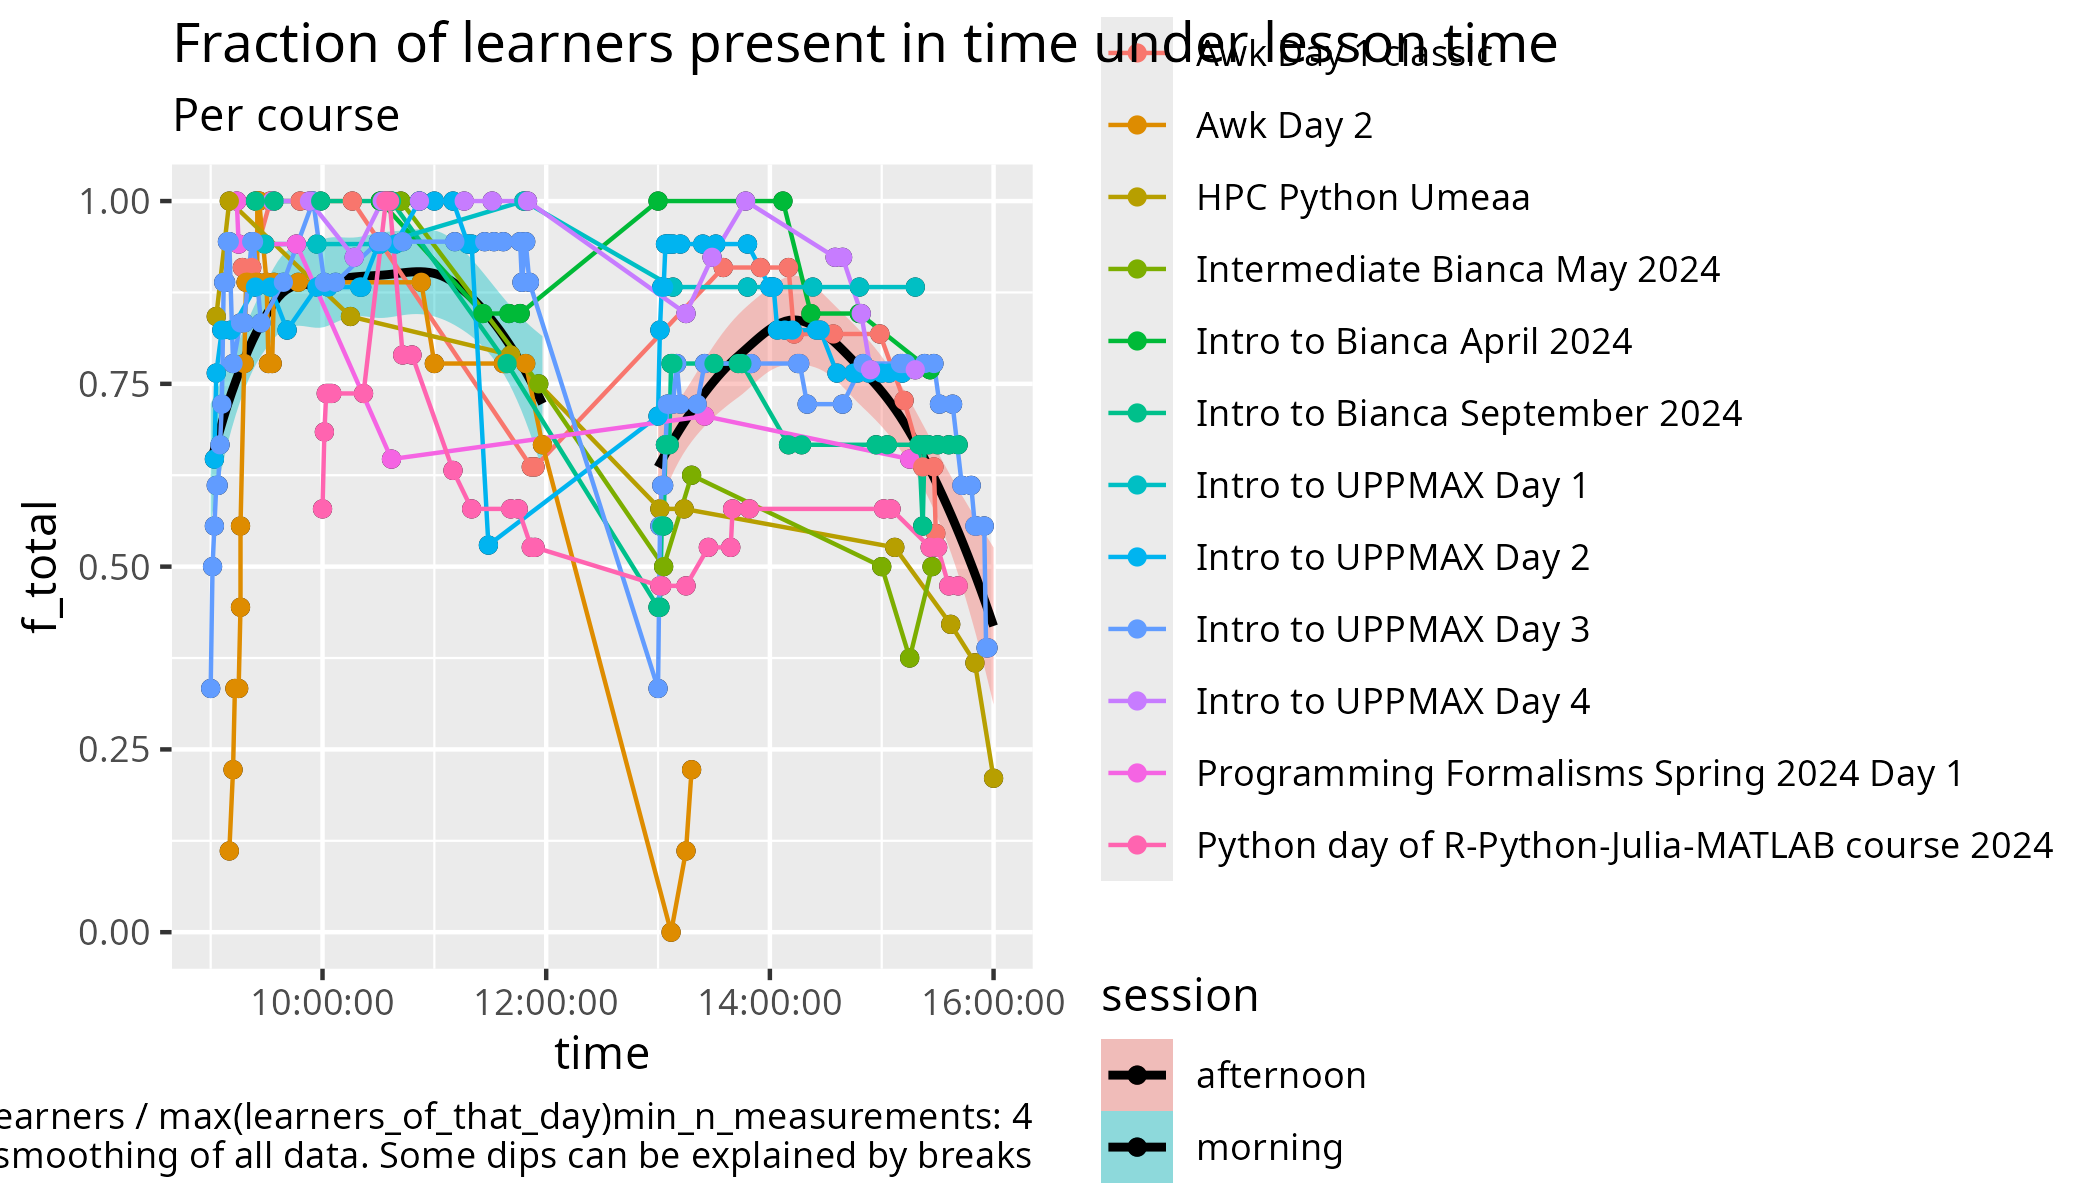 Fraction of learners present in time under lesson time
Per course
1.00
0.75
0.50
0.25
0.00
f_total
10:00:00
12:00:00
14:00:00
16:00:00
time
earners / max(learners_of_that_day)min_n_measurements: 4
smoothing of all data. Some dips can be explained by breaks
Awk Day 1 classic
Awk Day 2
HPC Python Umeaa
Intermediate Bianca May 2024
Intro to Bianca April 2024
Intro to Bianca September 2024
Intro to UPPMAX Day 1
Intro to UPPMAX Day 2
Intro to UPPMAX Day 3
Intro to UPPMAX Day 4
Programming Formalisms Spring 2024 Day 1
Python day of R-Python-Julia-MATLAB course 2024
session
afternoon
morning